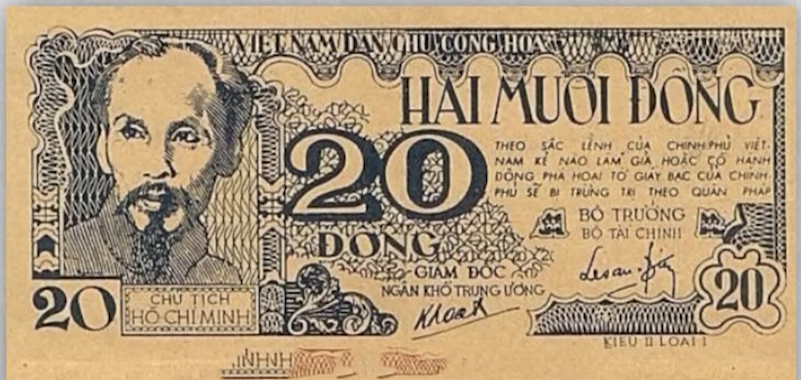 VIỆT NAM DÂN CHỦ CỘNG HOÀ
HAI MƯƠI ĐỒNG
20
THEO SẮC LỆNH CỦA CHÍNH PHỦ VIỆT-
NAM KẺ NÀO LÀM GIẢ HOẶC CÓ HÀNH
ĐỘNG PHÁ HOẠI TỜ GIẤY BẠC CỦA CHÍNH
PHỦ SẼ BỊ TRỪNG TRỊ THEO QUÂN PHÁP
ĐỒNG
BỘ TRƯỞNG
BỘ TÀI CHÍNH
GIÁM ĐỐC
NGÂN KHỐ TRUNG ƯƠNG
20
CHỦ TỊCH
HỒ CHÍ MINH
20
KIỂU II LOẠI I